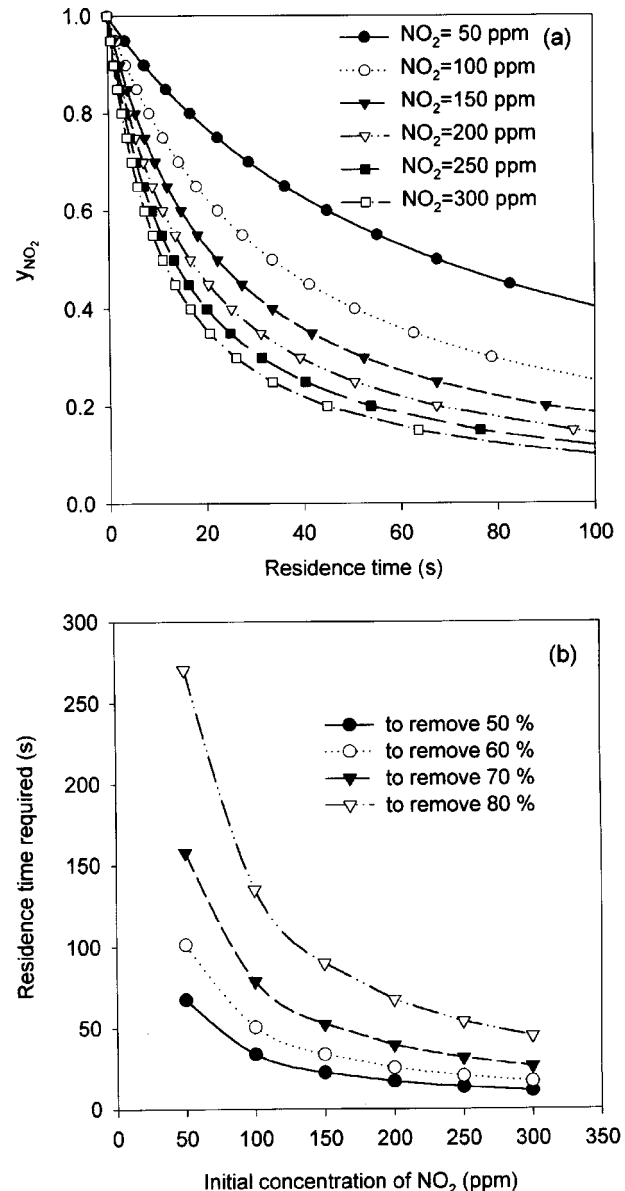 (a)
NO₂= 50 ppm
NO₂=100 ppm
NO₂=150 ppm
NO₂=200 ppm
NO₂=250 ppm
NO₂=300 ppm
1.0
0.8
0.6
0.4
0.2
0.0
yNO₂
0 20 40 60 80 100
Residence time (s)
(b)
to remove 50 %
to remove 60 %
to remove 70 %
to remove 80 %
300
250
200
150
100
50
0
Residence time required (s)
0 50 100 150 200 250 300 350
Initial concentration of NO₂ (ppm)